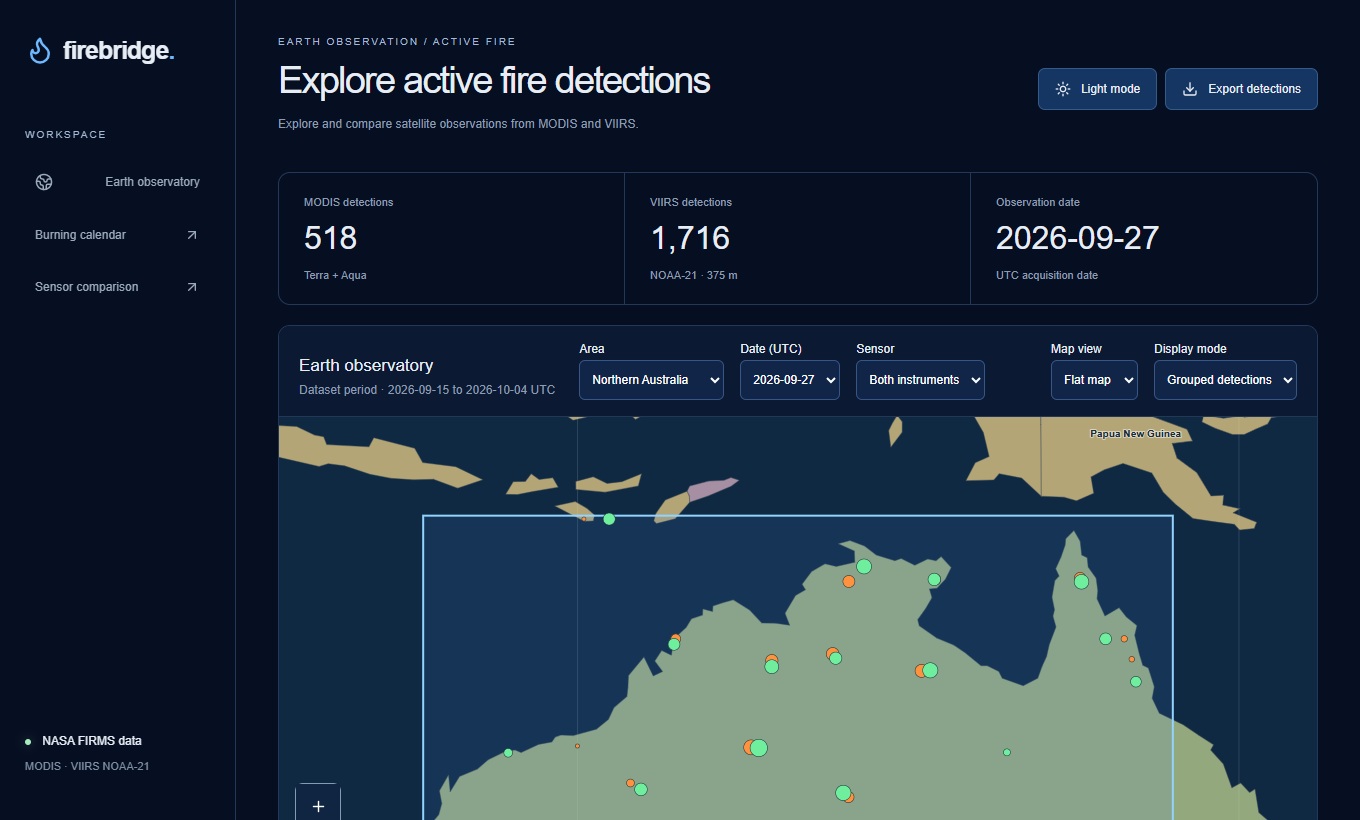 firebridge.
WORKSPACE
Earth observatory
Burning calendar
Sensor comparison
NASA FIRMS data
MODIS · VIIRS NOAA-21
EARTH OBSERVATION / ACTIVE FIRE
Explore active fire detections
Explore and compare satellite observations from MODIS and VIIRS.
Light mode
Export detections
MODIS detections
518
Terra + Aqua
VIIRS detections
1,716
NOAA-21 · 375 m
Observation date
2026-09-27
UTC acquisition date
Earth observatory
Dataset period · 2026-09-15 to 2026-10-04 UTC
Area
Northern Australia
Date (UTC)
2026-09-27
Sensor
Both instruments
Map view
Flat map
Display mode
Grouped detections
Papua New Guinea
+